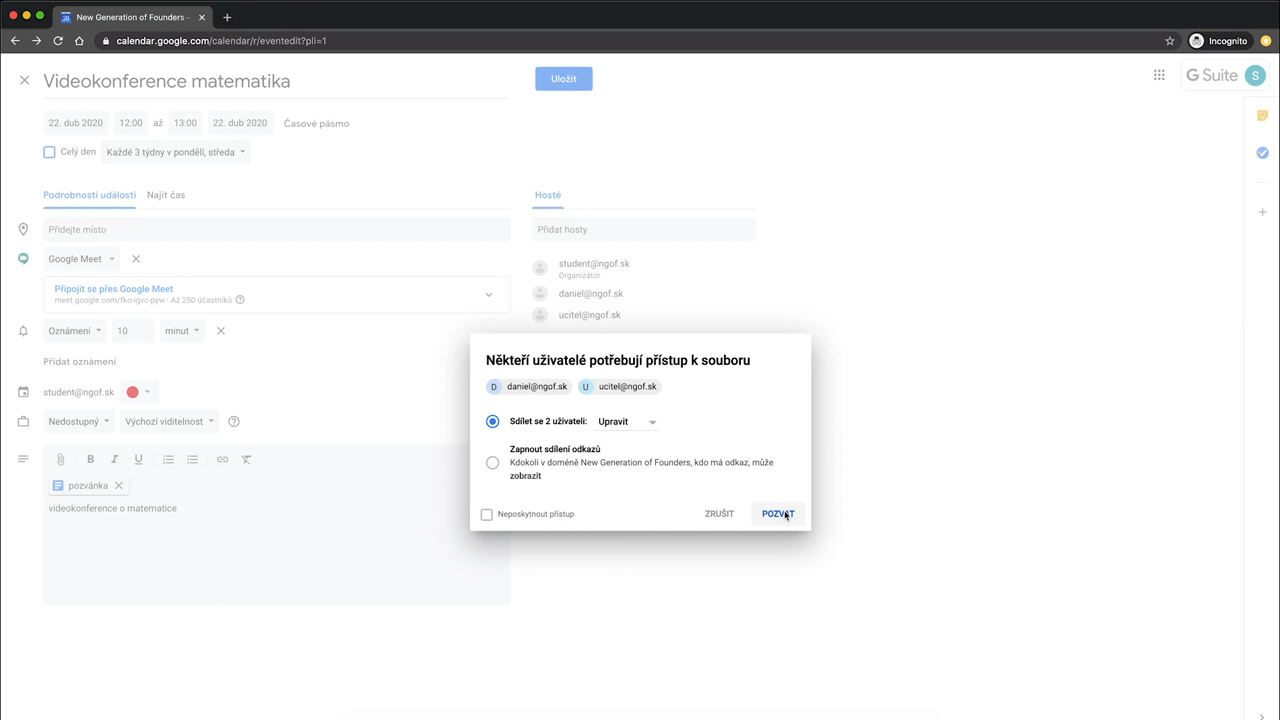 New Generation of Founders –
calendar.google.com/calendar/r/eventedit?pli=1
Incognito
Videokonference matematika
Uložit
G Suite
S
22. dub 2020 12:00 až 13:00 22. dub 2020 Časové pásmo
Celý den Každé 3 týdny v pondělí, středa
Podrobnosti události Najít čas
Hosté
Přidejte místo
Přidat hosty
Google Meet
student@ngof.sk
Organizátor
Připojit se přes Google Meet
meet.google.com/fko-igvc-pyw · Až 250 účastníků
daniel@ngof.sk
ucitel@ngof.sk
Oznámení 10 minut
Přidat oznámení
student@ngof.sk
Nedostupný Výchozí viditelnost
B I U
pozvánka
videokonference o matematice
Někteří uživatelé potřebují přístup k souboru
D daniel@ngof.sk U ucitel@ngof.sk
Sdílet se 2 uživateli: Upravit
Zapnout sdílení odkazů
Kdokoli v doméně New Generation of Founders, kdo má odkaz, může
zobrazit
Neposkytnout přístup ZRUŠIT POZVAT